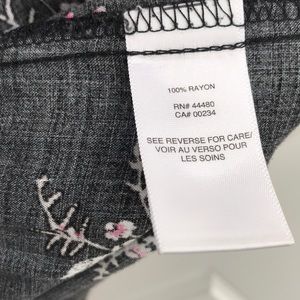 100% RAYON
RN# 44480
CA# 00234
SEE REVERSE FOR CARE/
VOIR AU VERSO POUR
LES SOINS